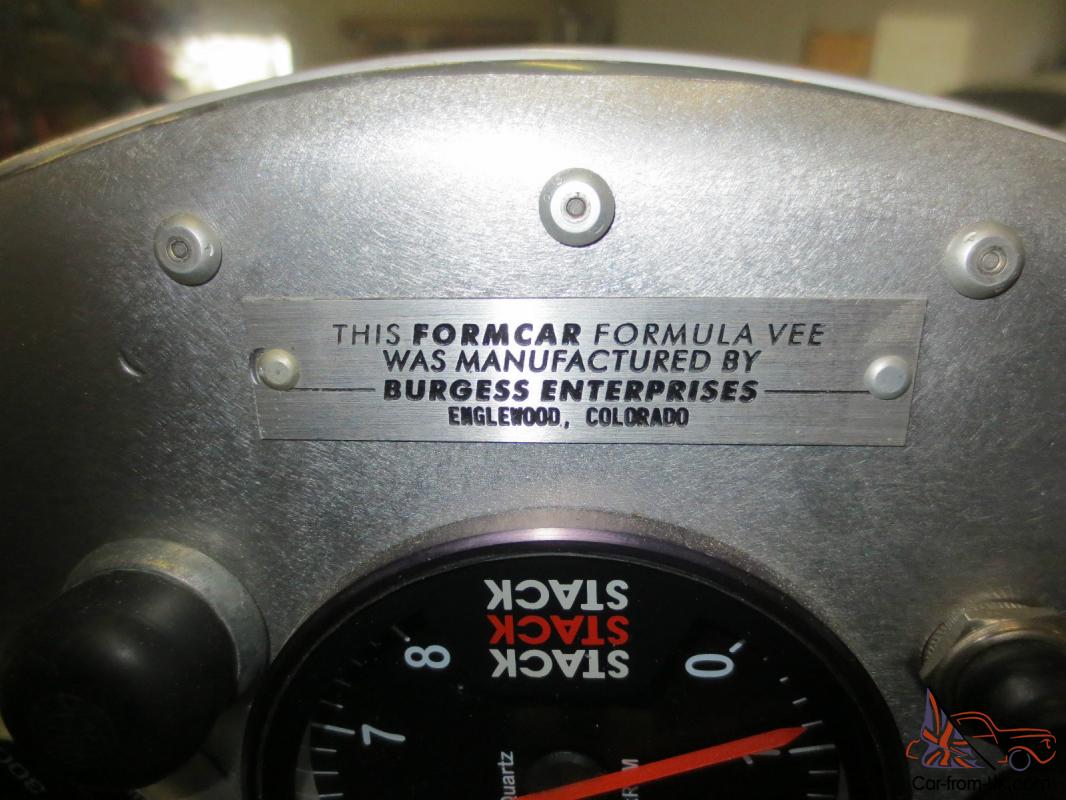 THIS FORMCAR FORMULA VEE
WAS MANUFACTURED BY
BURGESS ENTERPRISES
ENGLEWOOD, COLORADO
STACK
STACK
STACK
8
0
7
Quartz
Car-from-UK.com